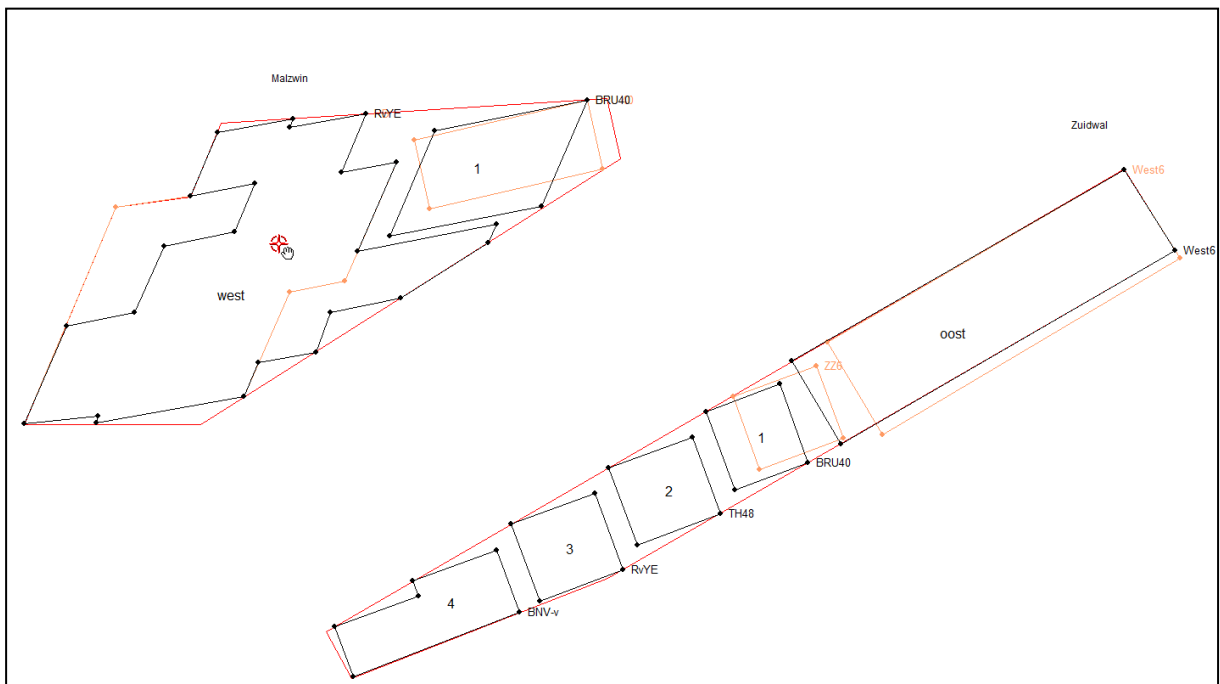 Malzwin
RvYE
BRU40
1
west
Zuidwal
West6
West6
oost
ZZ6
1
BRU40
2
TH48
3
RvYE
4
BNV-v